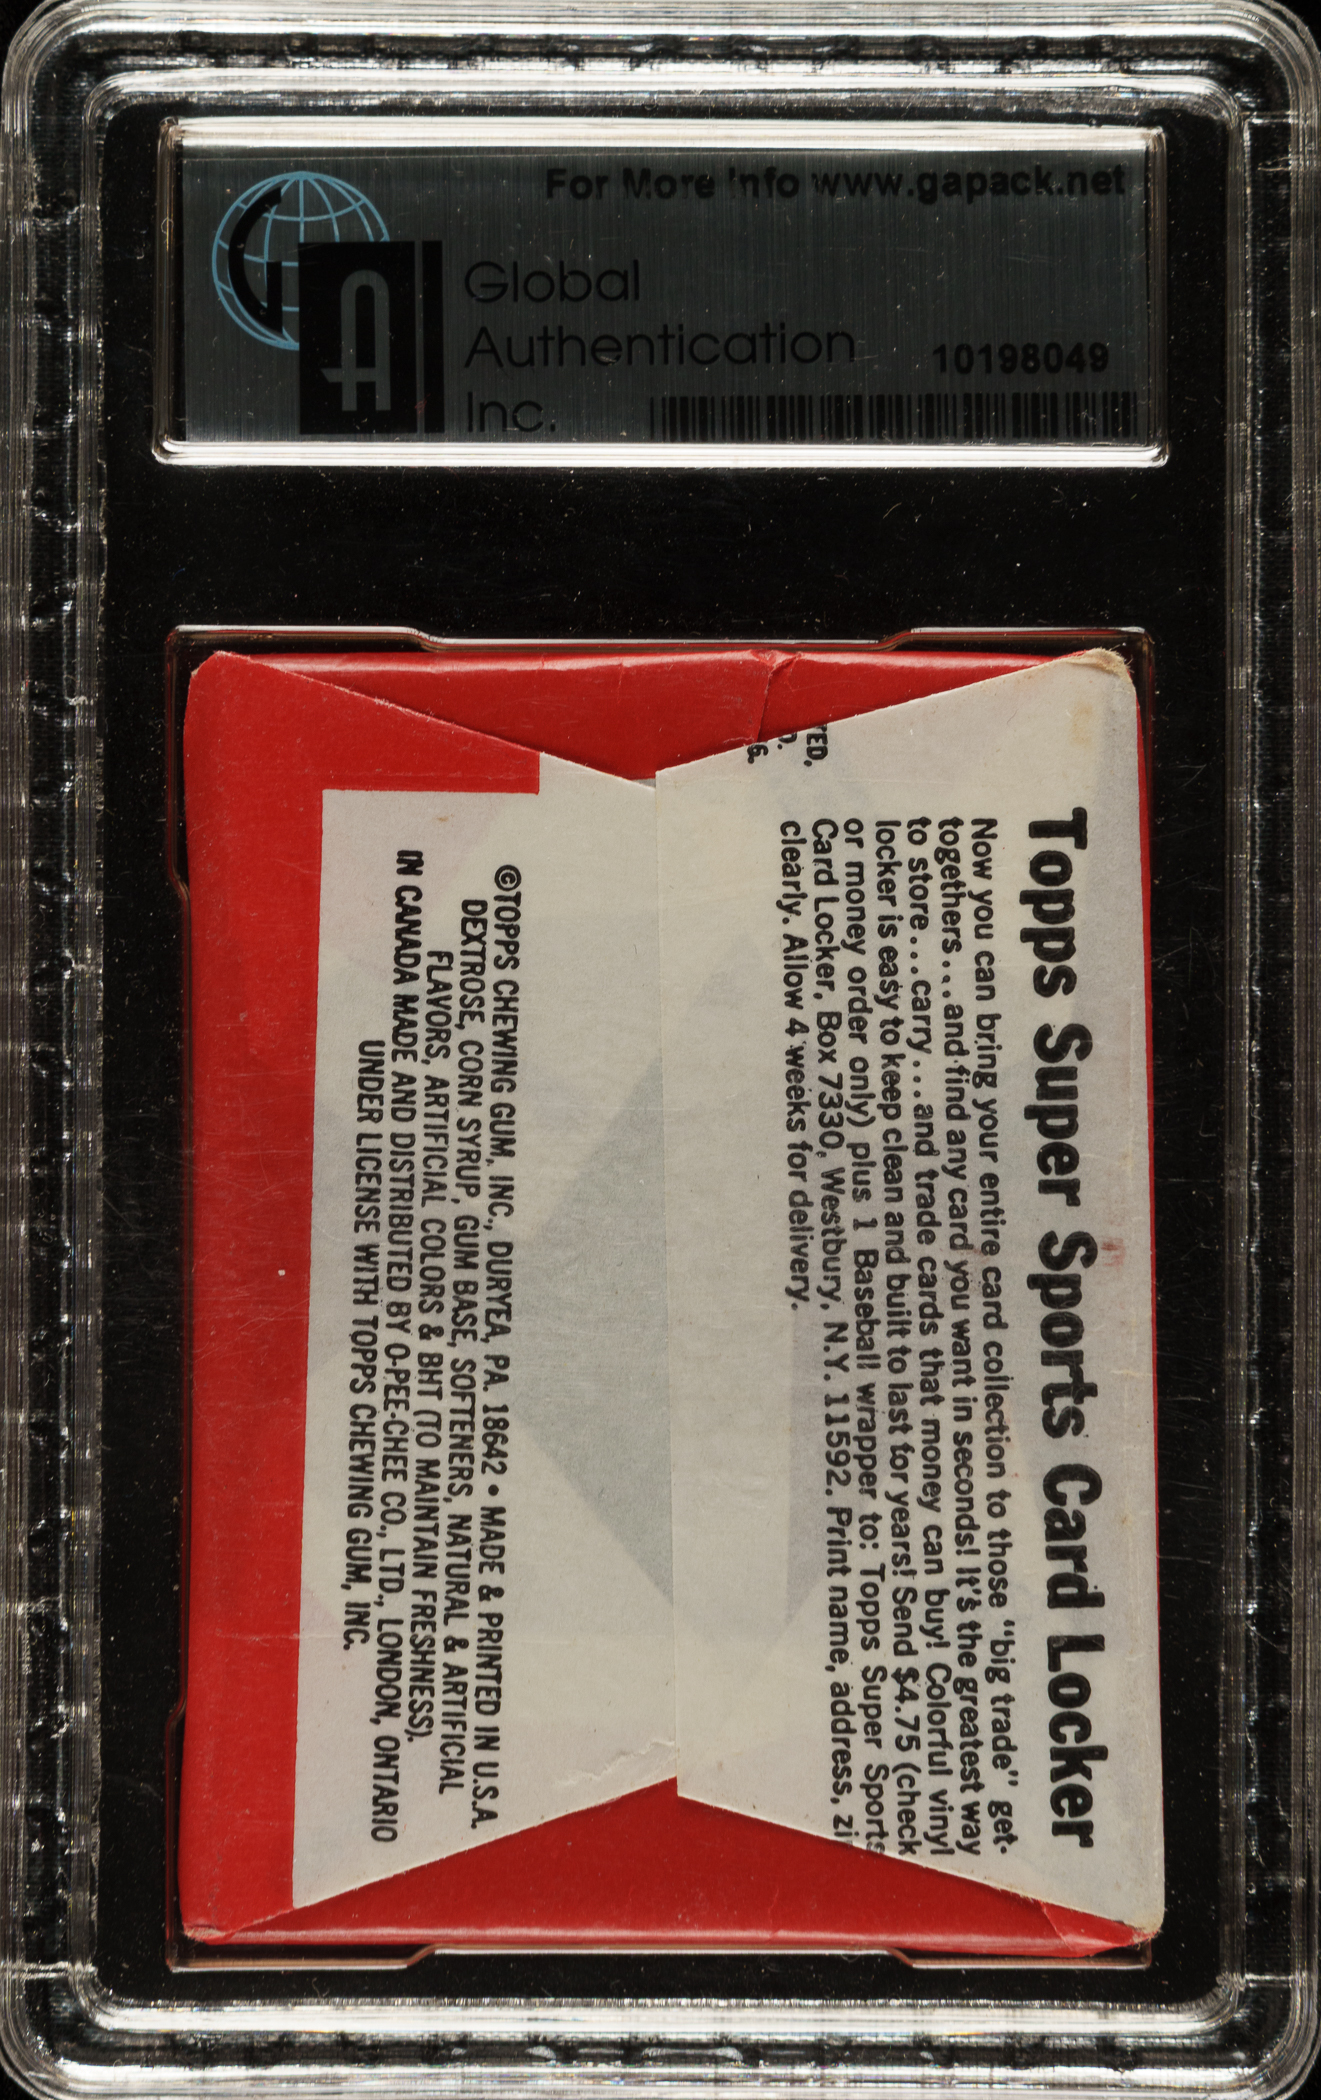 For More Info www.gapack.net
Global
Authentication
Inc.
10198049
TED,
D.
6.
Topps Super Sports Card Locker
Now you can bring your entire card collection to those "big trade" get-
togethers...and find any card you want in seconds! It's the greatest way
to store...carry...and trade cards that money can buy! Colorful vinyl
locker is easy to keep clean and built to last for years! Send $4.75 (check
or money order only) plus 1 Baseball wrapper to: Topps Super Sports
Card Locker, Box 7330, Westbury, N.Y. 11592. Print name, address, zi
clearly. Allow 4 weeks for delivery.
©TOPPS CHEWING GUM, INC., DURYEA, PA. 18642 • MADE & PRINTED IN U.S.A.
DEXTROSE, CORN SYRUP, GUM BASE, SOFTENERS, NATURAL & ARTIFICIAL
FLAVORS, ARTIFICIAL COLORS & BHT (TO MAINTAIN FRESHNESS).
IN CANADA MADE AND DISTRIBUTED BY O-PEE-CHEE CO., LTD., LONDON, ONTARIO
UNDER LICENSE WITH TOPPS CHEWING GUM, INC.